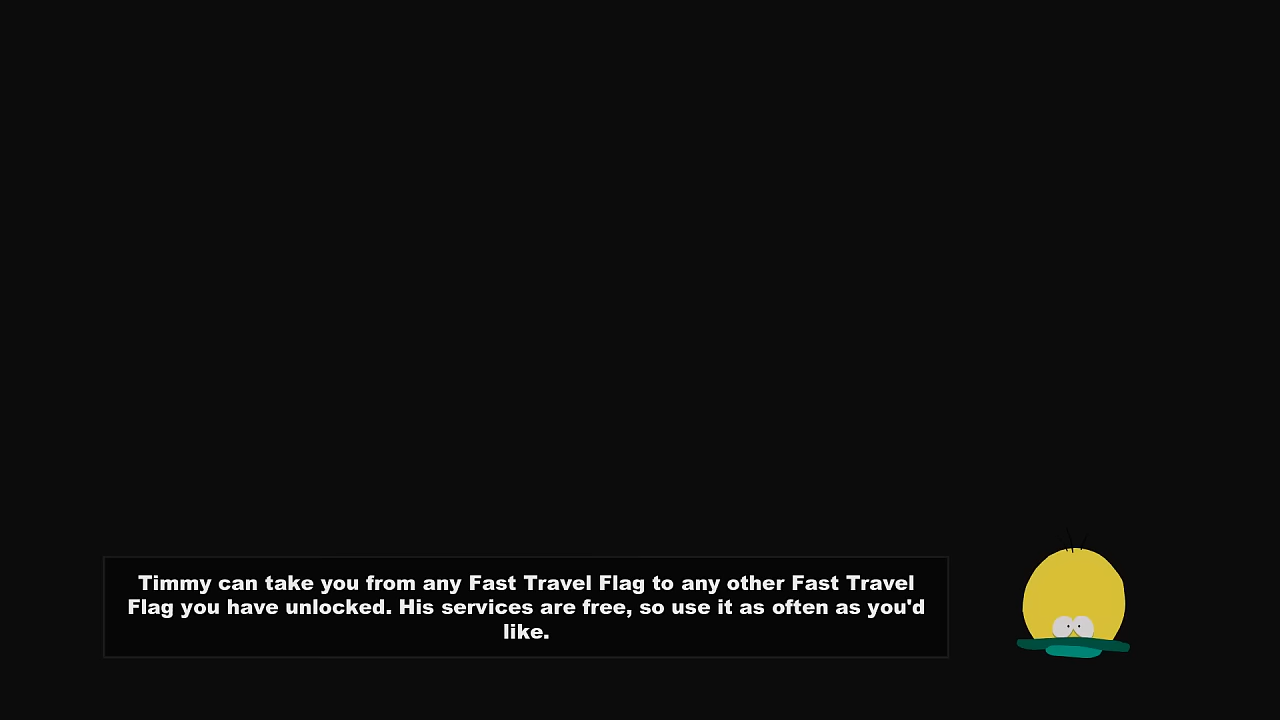 Timmy can take you from any Fast Travel Flag to any other Fast Travel
Flag you have unlocked. His services are free, so use it as often as you'd
like.